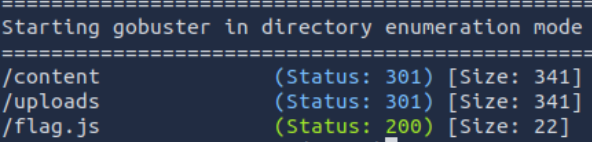 ===============================================================
Starting gobuster in directory enumeration mode
===============================================================
/content (Status: 301) [Size: 341]
/uploads (Status: 301) [Size: 341]
/flag.js (Status: 200) [Size: 22]